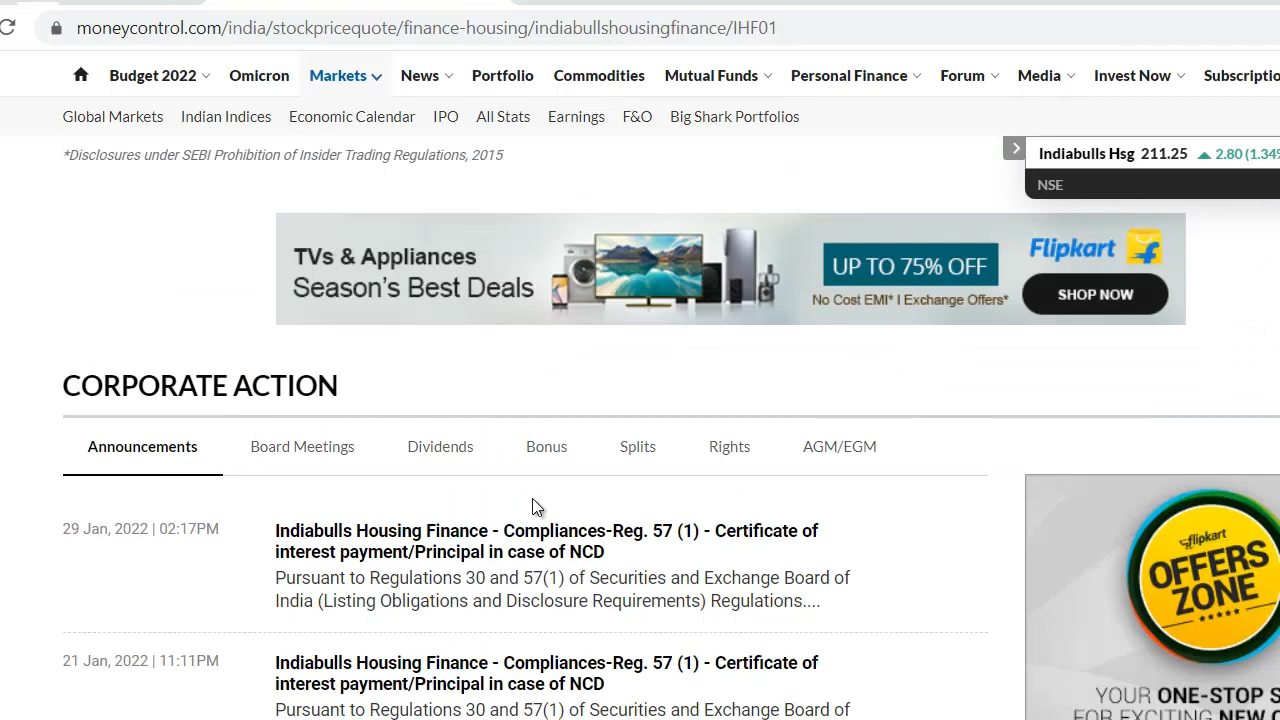 moneycontrol.com/india/stockpricequote/finance-housing/indiabullshousingfinance/IHF01
Budget 2022 Omicron Markets News Portfolio Commodities Mutual Funds Personal Finance Forum Media Invest Now Subscriptio
Global Markets Indian Indices Economic Calendar IPO All Stats Earnings F&O Big Shark Portfolios
*Disclosures under SEBI Prohibition of Insider Trading Regulations, 2015
Indiabulls Hsg 211.25 2.80 (1.34%
NSE
TVs & Appliances
Season's Best Deals
UP TO 75% OFF
No Cost EMI* I Exchange Offers*
Flipkart
SHOP NOW
CORPORATE ACTION
Announcements Board Meetings Dividends Bonus Splits Rights AGM/EGM
29 Jan, 2022 | 02:17PM
Indiabulls Housing Finance - Compliances-Reg. 57 (1) - Certificate of
interest payment/Principal in case of NCD
Pursuant to Regulations 30 and 57(1) of Securities and Exchange Board of
India (Listing Obligations and Disclosure Requirements) Regulations....
21 Jan, 2022 | 11:11PM
Indiabulls Housing Finance - Compliances-Reg. 57 (1) - Certificate of
interest payment/Principal in case of NCD
Pursuant to Regulations 30 and 57(1) of Securities and Exchange Board of
flipkart
OFFERS
ZONE
YOUR ONE-STOP S
FOR EXCITING NEW